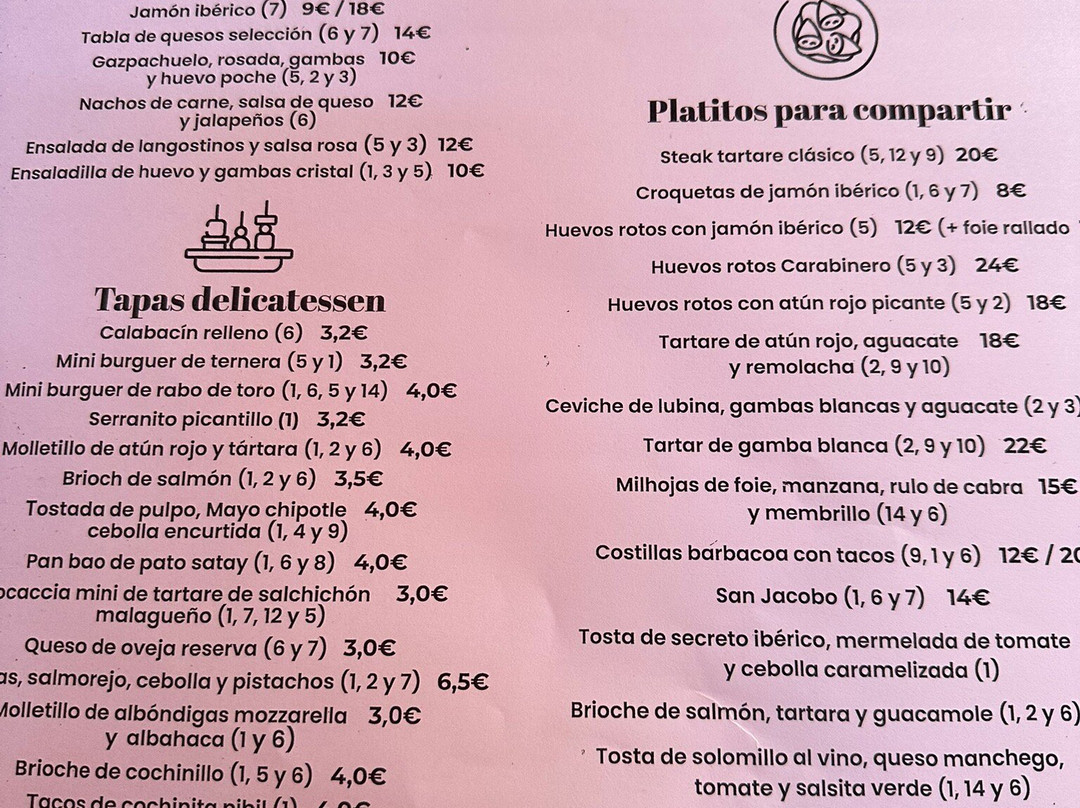 Jamón ibérico (7) 9€ / 18€
Tabla de quesos selección (6 y 7) 14€
Gazpachuelo, rosada, gambas 10€
y huevo poche (5, 2 y 3)
Nachos de carne, salsa de queso 12€
y jalapeños (6)
Ensalada de langostinos y salsa rosa (5 y 3) 12€
Ensaladilla de huevo y gambas cristal (1, 3 y 5) 10€
Tapas delicatessen
Calabacín relleno (6) 3,2€
Mini burguer de ternera (5 y 1) 3,2€
Mini burguer de rabo de toro (1, 6, 5 y 14) 4,0€
Serranito picantillo (1) 3,2€
Molletillo de atún rojo y tártara (1, 2 y 6) 4,0€
Brioch de salmón (1, 2 y 6) 3,5€
Tostada de pulpo, Mayo chipotle 4,0€
cebolla encurtida (1, 4 y 9)
Pan bao de pato satay (1, 6 y 8) 4,0€
ocaccia mini de tartare de salchichón 3,0€
malagueño (1, 7, 12 y 5)
Queso de oveja reserva (6 y 7) 3,0€
as, salmorejo, cebolla y pistachos (1, 2 y 7) 6,5€
Molletillo de albóndigas mozzarella 3,0€
y albahaca (1 y 6)
Brioche de cochinillo (1, 5 y 6) 4,0€
Tacos de cochinita pibil (1)
Platitos para compartir
Steak tartare clásico (5, 12 y 9) 20€
Croquetas de jamón ibérico (1, 6 y 7) 8€
Huevos rotos con jamón ibérico (5) 12€ (+ foie rallado
Huevos rotos Carabinero (5 y 3) 24€
Huevos rotos con atún rojo picante (5 y 2) 18€
Tartare de atún rojo, aguacate 18€
y remolacha (2, 9 y 10)
Ceviche de lubina, gambas blancas y aguacate (2 y 3)
Tartar de gamba blanca (2, 9 y 10) 22€
Milhojas de foie, manzana, rulo de cabra 15€
y membrillo (14 y 6)
Costillas barbacoa con tacos (9, 1 y 6) 12€ / 20
San Jacobo (1, 6 y 7) 14€
Tosta de secreto ibérico, mermelada de tomate
y cebolla caramelizada (1)
Brioche de salmón, tartara y guacamole (1, 2 y 6)
Tosta de solomillo al vino, queso manchego,
tomate y salsita verde (1, 14 y 6)